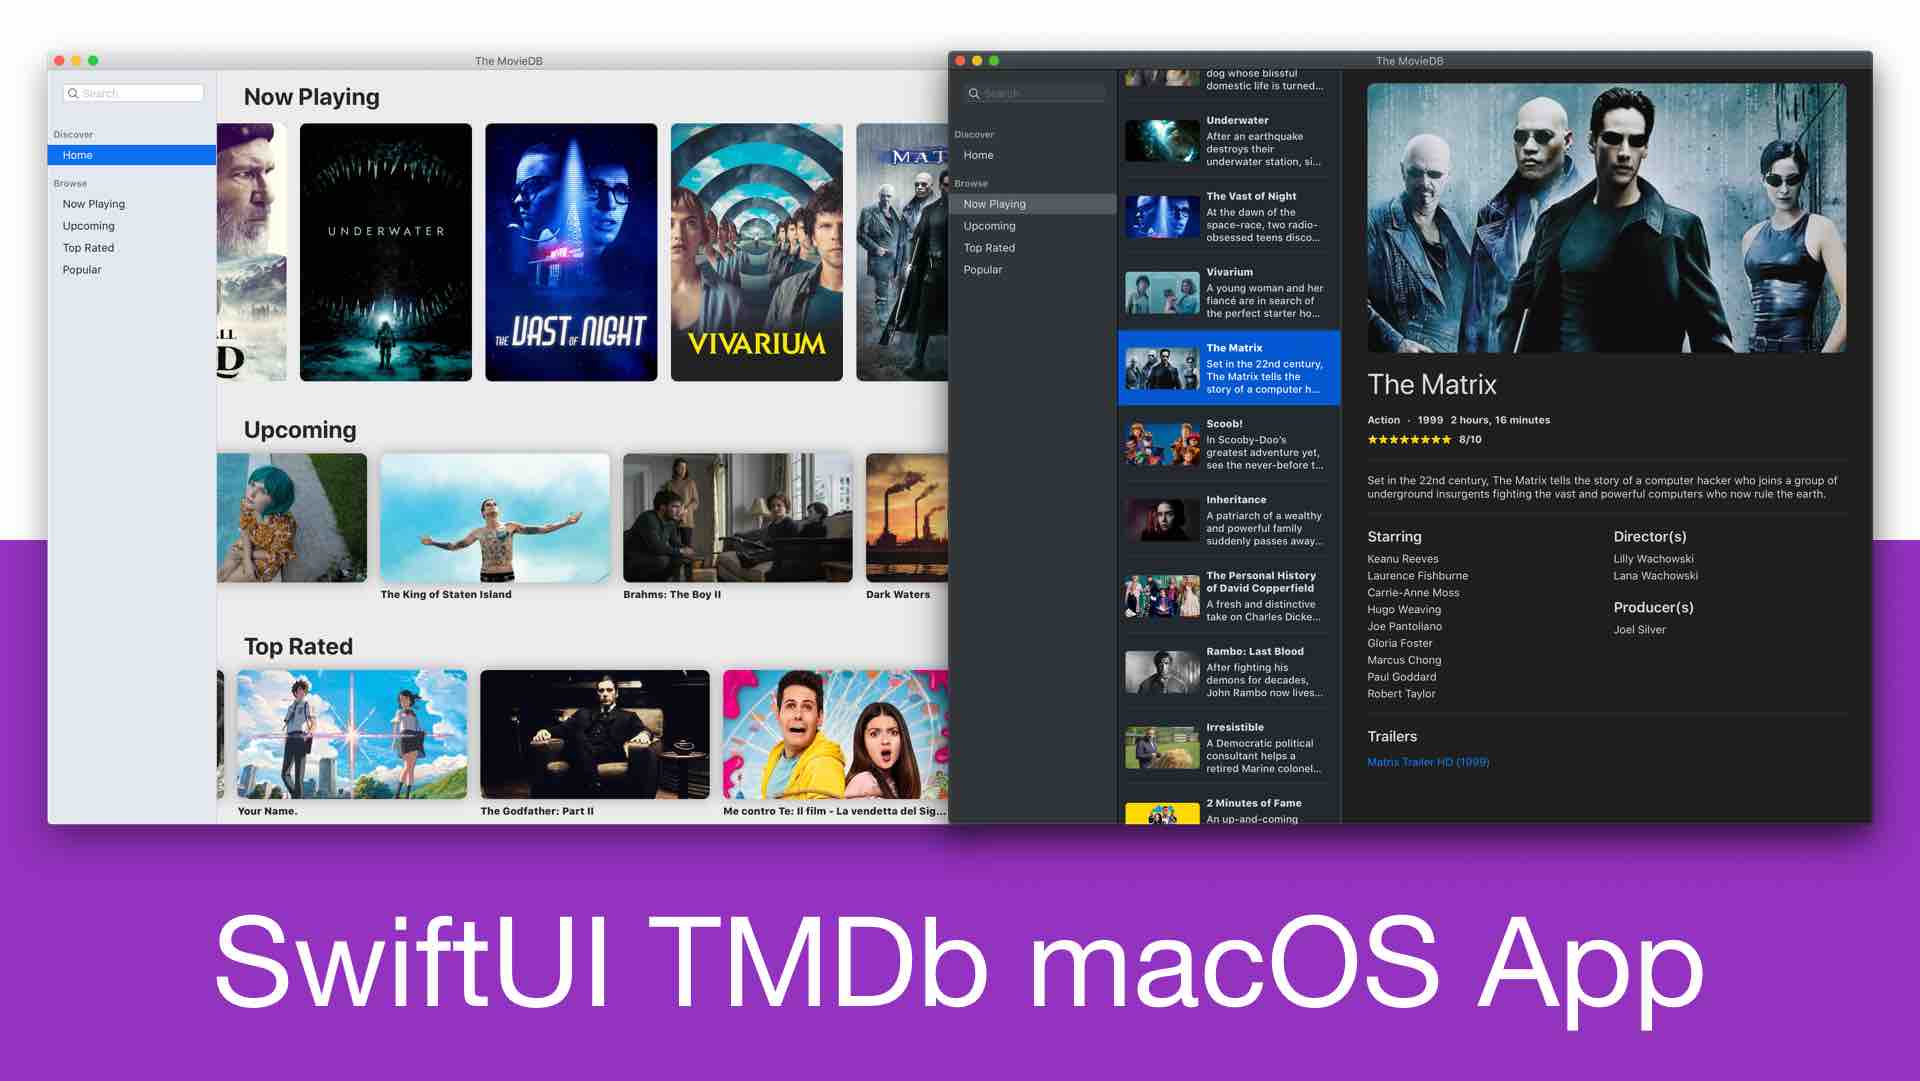 The MovieDB
Search
Discover
Home
Browse
Now Playing
Upcoming
Top Rated
Popular
Now Playing
UNDERWATER
THE VAST OF NIGHT
VIVARIUM
MAT
Upcoming
The King of Staten Island
Brahms: The Boy II
Dark Waters
Top Rated
Your Name.
The Godfather: Part II
Me contro Te: Il film - La vendetta del Sig...
The MovieDB
Search
Discover
Home
Browse
Now Playing
Upcoming
Top Rated
Popular
dog whose blissful
domestic life is turned...
Underwater
After an earthquake
destroys their
underwater station, si...
The Vast of Night
At the dawn of the
space-race, two radio-
obsessed teens disco...
Vivarium
A young woman and her
fiancé are in search of
the perfect starter ho...
The Matrix
Set in the 22nd century,
The Matrix tells the
story of a computer h...
Scoob!
In Scooby-Doo's
greatest adventure yet,
see the never-before t...
Inheritance
A patriarch of a wealthy
and powerful family
suddenly passes away...
The Personal History
of David Copperfield
A fresh and distinctive
take on Charles Dicke...
Rambo: Last Blood
After fighting his
demons for decades,
John Rambo now lives...
Irresistible
A Democratic political
consultant helps a
retired Marine colonel...
2 Minutes of Fame
An up-and-coming
The Matrix
Action · 1999 2 hours, 16 minutes
★★★★★★★★ 8/10
Set in the 22nd century, The Matrix tells the story of a computer hacker who joins a group of
underground insurgents fighting the vast and powerful computers who now rule the earth.
Starring
Keanu Reeves
Laurence Fishburne
Carrie-Anne Moss
Hugo Weaving
Joe Pantoliano
Gloria Foster
Marcus Chong
Paul Goddard
Robert Taylor
Director(s)
Lilly Wachowski
Lana Wachowski
Producer(s)
Joel Silver
Trailers
Matrix Trailer HD (1999)
SwiftUI TMDb macOS App